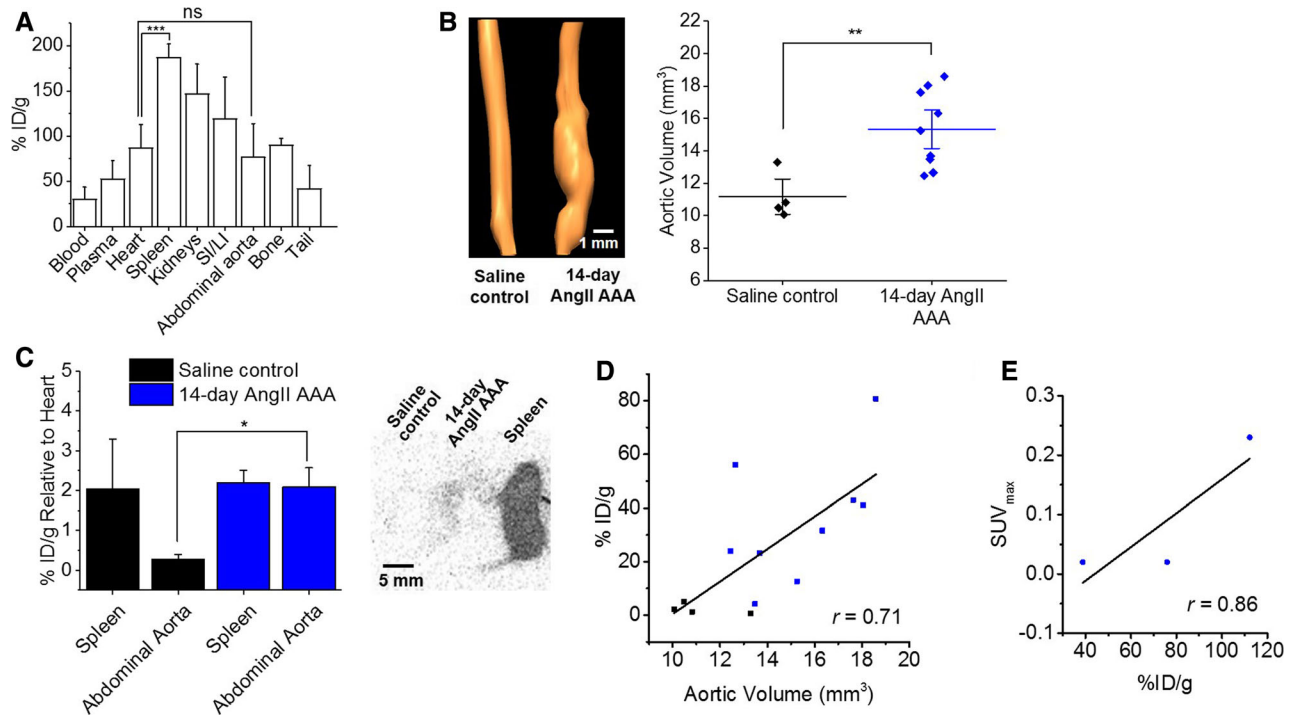 A
% ID/g
200
150
100
50
0
ns
***
Blood
Plasma
Heart
Spleen
Kidneys
SI/LI
Abdominal aorta
Bone
Tail
B
1 mm
Saline
control
14-day
AngII AAA
Aortic Volume (mm³)
22
20
18
16
14
12
10
8
6
**
Saline control
14-day AngII
AAA
C
Saline control
14-day AngII AAA
% ID/g Relative to Heart
5
4
3
2
1
0
*
Spleen
Abdominal Aorta
Spleen
Abdominal Aorta
Saline
control
14-day
AngII AAA
Spleen
5 mm
D
% ID/g
80
60
40
20
0
r = 0.71
10 12 14 16 18 20
Aortic Volume (mm³)
E
SUVmax
0.3
0.2
0.1
0.0
-0.1
r = 0.86
40 60 80 100 120
%ID/g